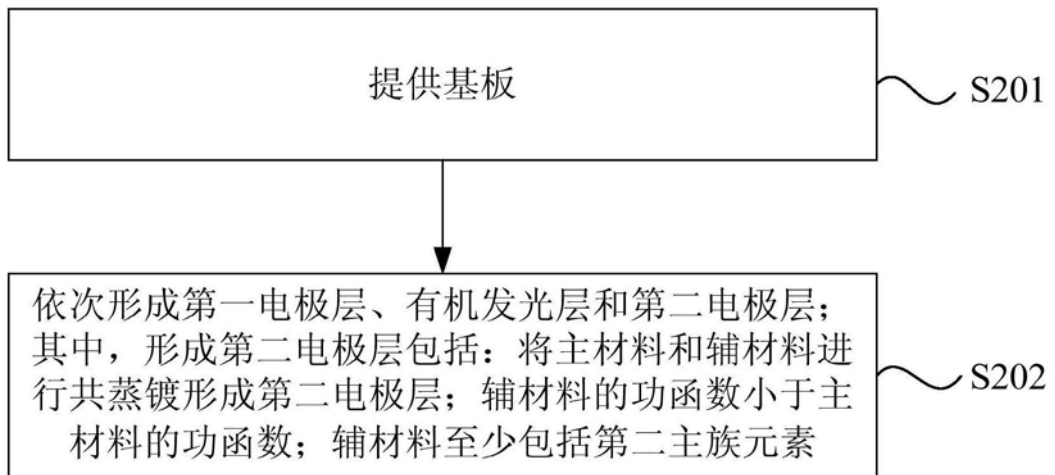 提供基板
S201
依次形成第一电极层、有机发光层和第二电极层；
其中，形成第二电极层包括：将主材料和辅材料进
行共蒸镀形成第二电极层；辅材料的功函数小于主
材料的功函数；辅材料至少包括第二主族元素
S202